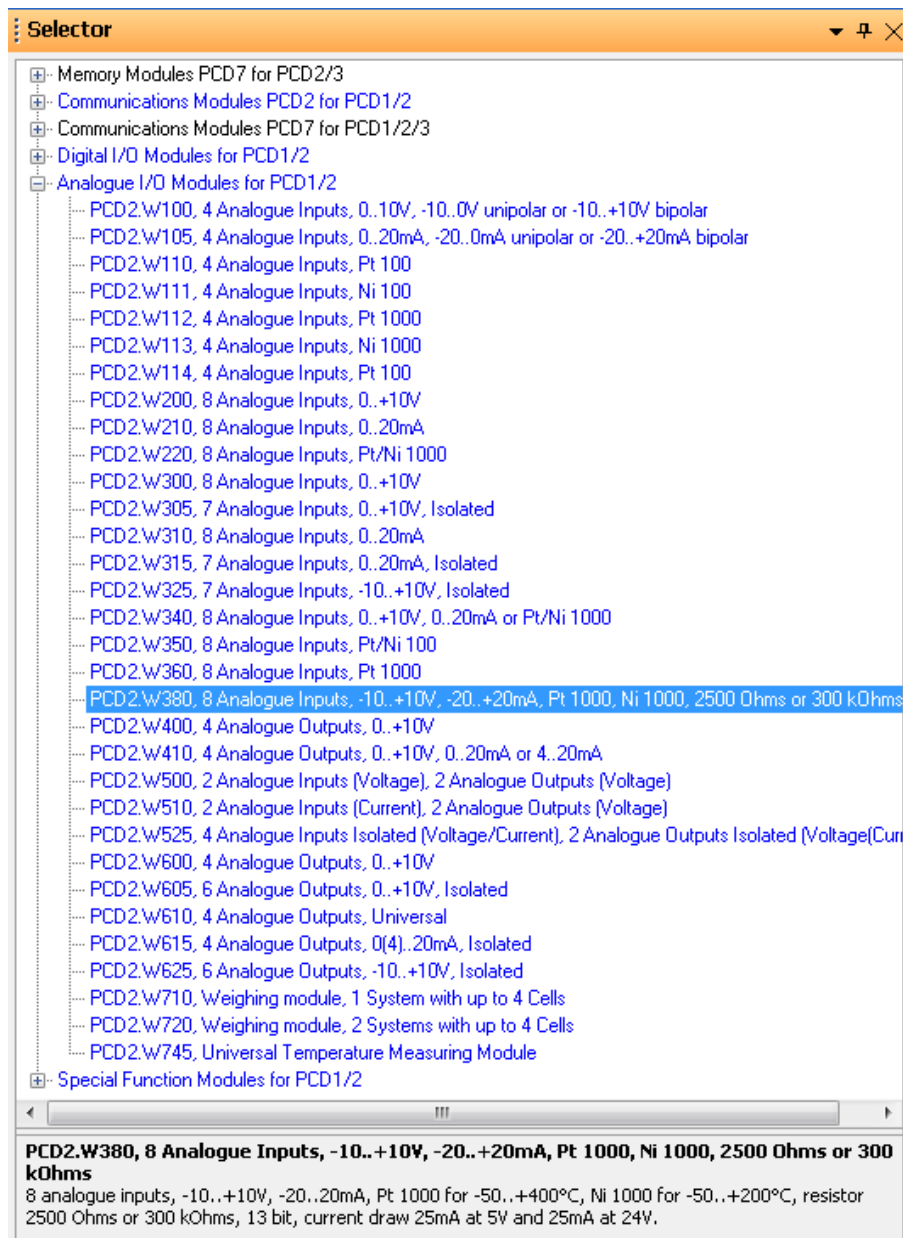 Selector
Memory Modules PCD7 for PCD2/3
Communications Modules PCD2 for PCD1/2
Communications Modules PCD7 for PCD1/2/3
Digital I/O Modules for PCD1/2
Analogue I/O Modules for PCD1/2
PCD2.W100, 4 Analogue Inputs, 0..10V, -10..0V unipolar or -10..+10V bipolar
PCD2.W105, 4 Analogue Inputs, 0..20mA, -20..0mA unipolar or -20..+20mA bipolar
PCD2.W110, 4 Analogue Inputs, Pt 100
PCD2.W111, 4 Analogue Inputs, Ni 100
PCD2.W112, 4 Analogue Inputs, Pt 1000
PCD2.W113, 4 Analogue Inputs, Ni 1000
PCD2.W114, 4 Analogue Inputs, Pt 100
PCD2.W200, 8 Analogue Inputs, 0..+10V
PCD2.W210, 8 Analogue Inputs, 0..20mA
PCD2.W220, 8 Analogue Inputs, Pt/Ni 1000
PCD2.W300, 8 Analogue Inputs, 0..+10V
PCD2.W305, 7 Analogue Inputs, 0..+10V, Isolated
PCD2.W310, 8 Analogue Inputs, 0..20mA
PCD2.W315, 7 Analogue Inputs, 0..20mA, Isolated
PCD2.W325, 7 Analogue Inputs, -10..+10V, Isolated
PCD2.W340, 8 Analogue Inputs, 0..+10V, 0..20mA or Pt/Ni 1000
PCD2.W350, 8 Analogue Inputs, Pt/Ni 100
PCD2.W360, 8 Analogue Inputs, Pt 1000
PCD2.W380, 8 Analogue Inputs, -10..+10V, -20..+20mA, Pt 1000, Ni 1000, 2500 Ohms or 300 kOhms
PCD2.W400, 4 Analogue Outputs, 0..+10V
PCD2.W410, 4 Analogue Outputs, 0..+10V, 0..20mA or 4..20mA
PCD2.W500, 2 Analogue Inputs (Voltage), 2 Analogue Outputs (Voltage)
PCD2.W510, 2 Analogue Inputs (Current), 2 Analogue Outputs (Voltage)
PCD2.W525, 4 Analogue Inputs Isolated (Voltage/Current), 2 Analogue Outputs Isolated (Voltage(Curr
PCD2.W600, 4 Analogue Outputs, 0..+10V
PCD2.W605, 6 Analogue Outputs, 0..+10V, Isolated
PCD2.W610, 4 Analogue Outputs, Universal
PCD2.W615, 4 Analogue Outputs, 0(4)..20mA, Isolated
PCD2.W625, 6 Analogue Outputs, -10..+10V, Isolated
PCD2.W710, Weighing module, 1 System with up to 4 Cells
PCD2.W720, Weighing module, 2 Systems with up to 4 Cells
PCD2.W745, Universal Temperature Measuring Module
Special Function Modules for PCD1/2
PCD2.W380, 8 Analogue Inputs, -10..+10V, -20..+20mA, Pt 1000, Ni 1000, 2500 Ohms or 300
kOhms
8 analogue inputs, -10..+10V, -20..20mA, Pt 1000 for -50..+400°C, Ni 1000 for -50..+200°C, resistor
2500 Ohms or 300 kOhms, 13 bit, current draw 25mA at 5V and 25mA at 24V.